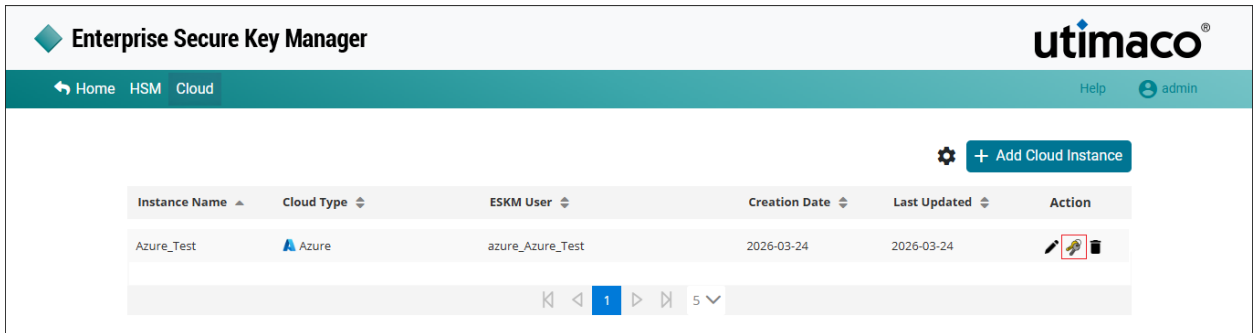 Enterprise Secure Key Manager
utimaco®
Home HSM Cloud Help admin
+ Add Cloud Instance
Instance Name Cloud Type ESKM User Creation Date Last Updated Action
Azure_Test Azure azure_Azure_Test 2026-03-24 2026-03-24
1 5